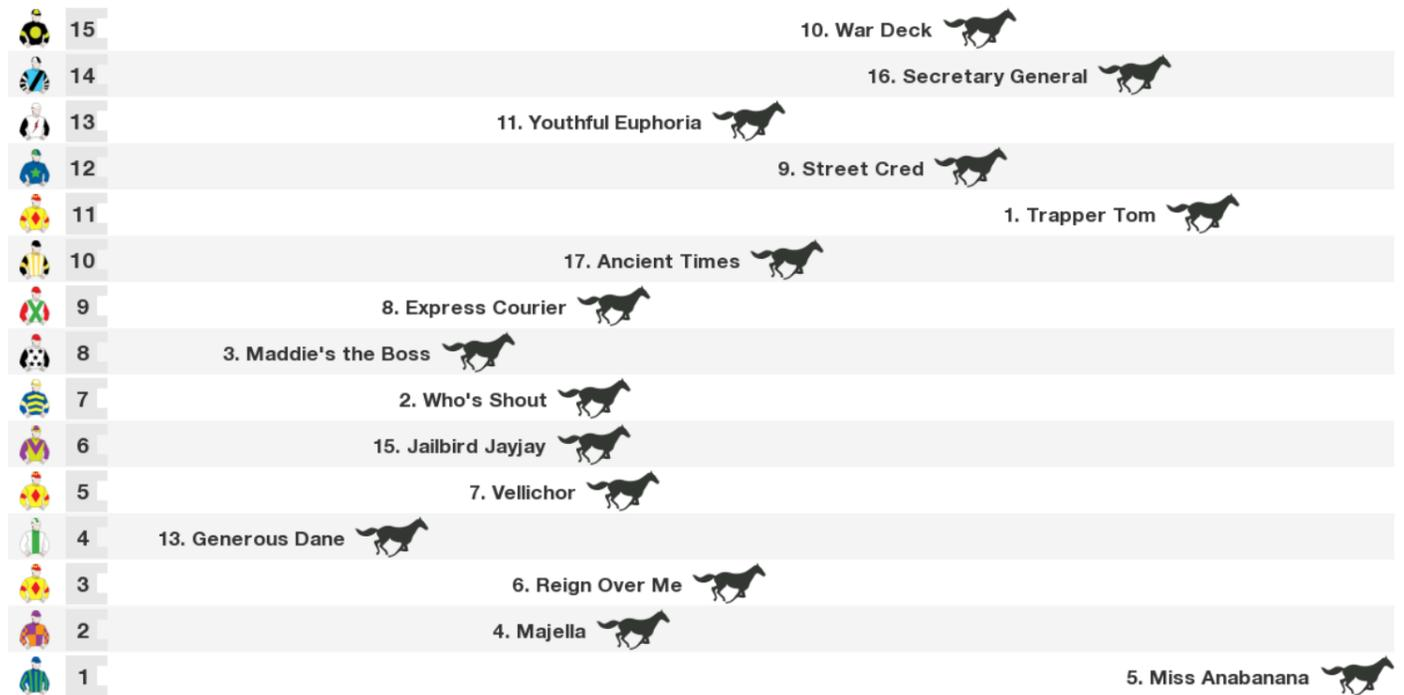 15 10. War Deck
14 16. Secretary General
13 11. Youthful Euphoria
12 9. Street Cred
11 1. Trapper Tom
10 17. Ancient Times
9 8. Express Courier
8 3. Maddie's the Boss
7 2. Who's Shout
6 15. Jailbird Jayjay
5 7. Vellichor
4 13. Generous Dane
3 6. Reign Over Me
2 4. Majella
1 5. Miss Anabanana